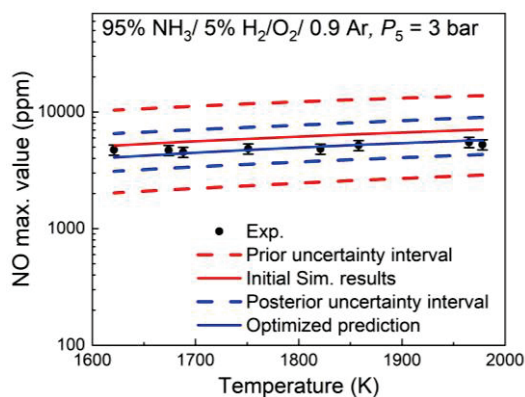 95% NH₃/ 5% H₂/O₂/ 0.9 Ar, P₅ = 3 bar
NO max. value (ppm)
10000
1000
100
Exp.
Prior uncertainty interval
Initial Sim. results
Posterior uncertainty interval
Optimized prediction
1600 1700 1800 1900 2000
Temperature (K)